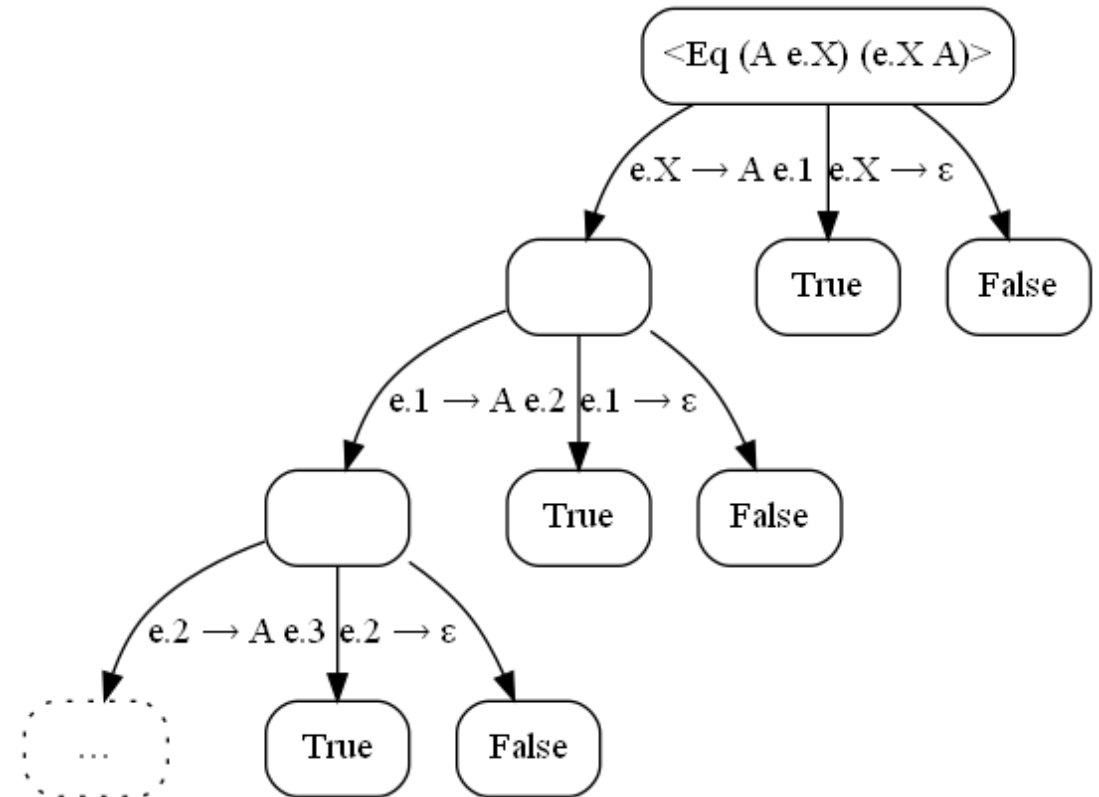 <Eq (A e.X) (e.X A)>
e.X → A e.1 e.X → ε
True False
e.1 → A e.2 e.1 → ε
True False
e.2 → A e.3 e.2 → ε
... True False